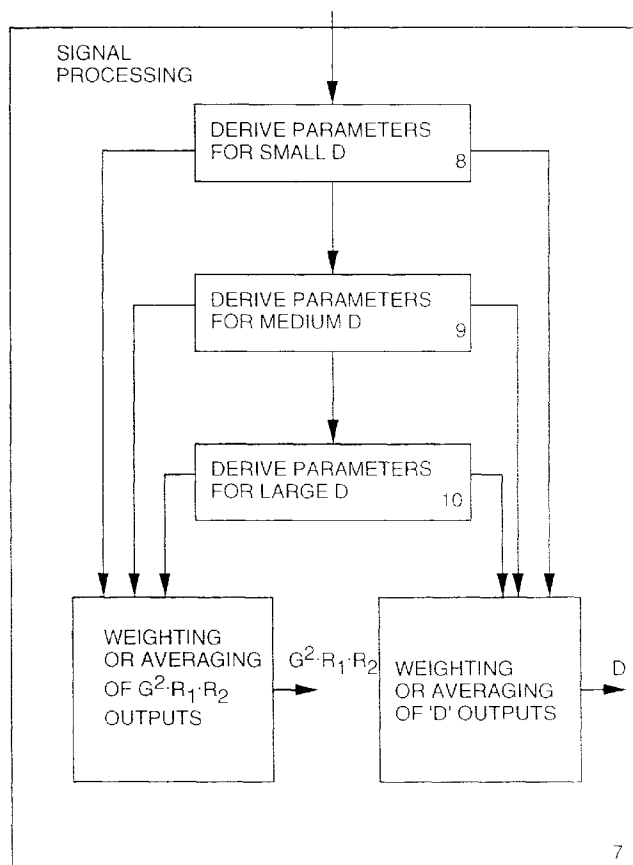 SIGNAL
PROCESSING
DERIVE PARAMETERS
FOR SMALL D
8
DERIVE PARAMETERS
FOR MEDIUM D
9
DERIVE PARAMETERS
FOR LARGE D
10
WEIGHTING
OR AVERAGING
OF G²·R₁·R₂
OUTPUTS
G²·R₁·R₂
WEIGHTING
OR AVERAGING
OF 'D' OUTPUTS
D
7